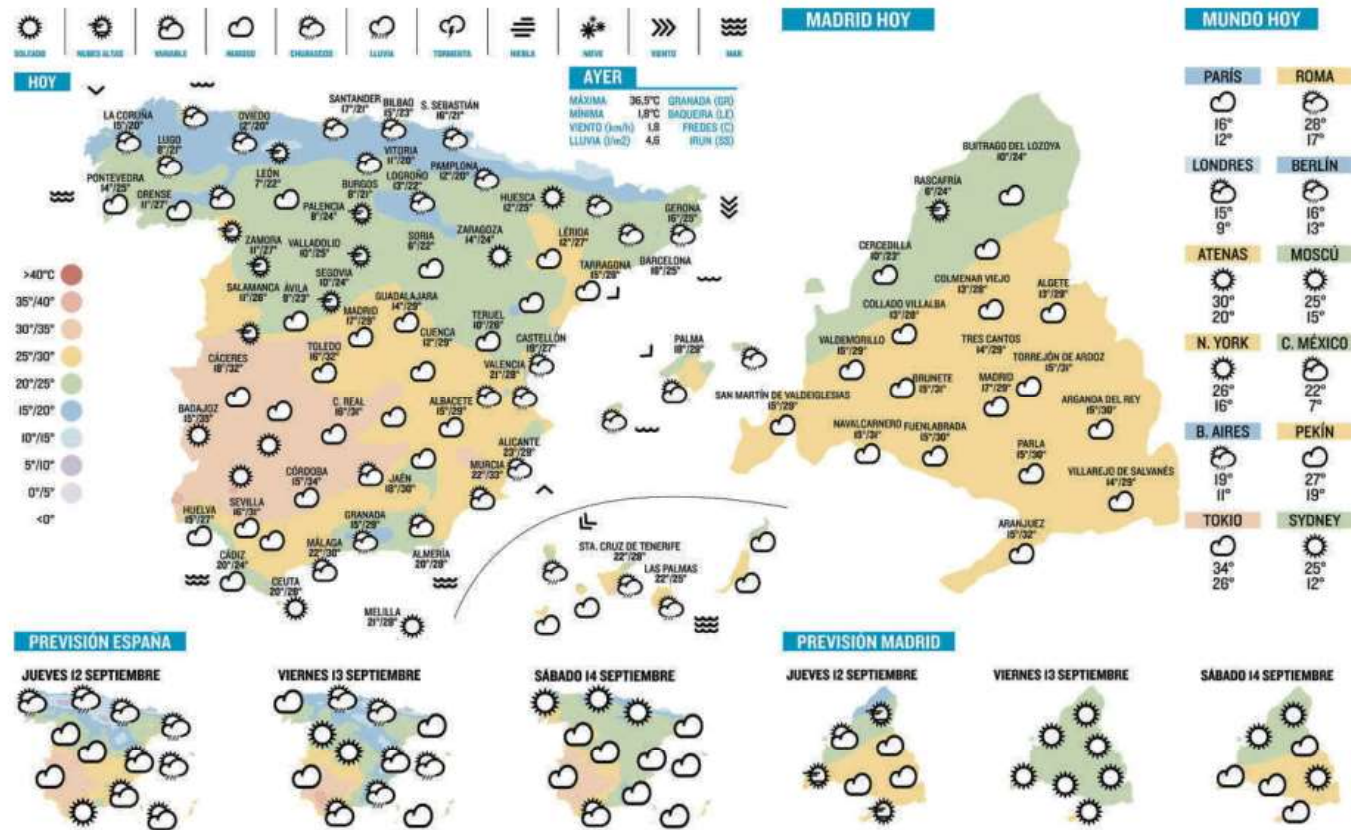 SOLEADO NUBES ALTAS VARIABLE NUBOSO CHUBASCOS LLUVIA TORMENTA NIEBLA NIEVE VIENTO MAR
HOY
AYER
MÁXIMA 36,5°C GRANADA (GR)
MÍNIMA 1,8°C BAQUEIRA (LE)
VIENTO (km/h) 1,8 FREDES (C)
LLUVIA (l/m2) 4,6 IRUN (SS)
LA CORUÑA
15°/20°
LUGO
8°/21°
OVIEDO
12°/20°
SANTANDER
17°/21°
BILBAO
15°/23°
S. SEBASTIÁN
16°/21°
VITORIA
11°/20°
PAMPLONA
12°/20°
PONTEVEDRA
14°/25°
ORENSE
11°/27°
LEÓN
7°/22°
BURGOS
8°/21°
LOGROÑO
13°/22°
PALENCIA
8°/24°
HUESCA
12°/25°
GERONA
16°/25°
ZAMORA
11°/27°
VALLADOLID
10°/25°
SORIA
6°/22°
ZARAGOZA
14°/24°
LÉRIDA
12°/27°
BARCELONA
18°/25°
TARRAGONA
15°/28°
SEGOVIA
10°/24°
SALAMANCA
11°/26°
ÁVILA
8°/23°
GUADALAJARA
14°/29°
MADRID
17°/29°
TERUEL
10°/26°
CUENCA
12°/29°
CASTELLÓN
19°/27°
PALMA
18°/28°
TOLEDO
16°/32°
CÁCERES
18°/32°
VALENCIA
21°/28°
BADAJOZ
15°/35°
C. REAL
16°/31°
ALBACETE
15°/29°
ALICANTE
23°/28°
MURCIA
22°/33°
CÓRDOBA
15°/34°
JAÉN
18°/30°
SEVILLA
16°/31°
HUELVA
15°/27°
GRANADA
15°/29°
MÁLAGA
22°/30°
ALMERÍA
20°/28°
CÁDIZ
20°/24°
CEUTA
20°/28°
MELILLA
21°/28°
STA. CRUZ DE TENERIFE
22°/28°
LAS PALMAS
22°/25°
>40°C
35°/40°
30°/35°
25°/30°
20°/25°
15°/20°
10°/15°
5°/10°
0°/5°
<0°
MADRID HOY
BUITRAGO DEL LOZOYA
10°/24°
RASCAFRÍA
6°/24°
CERCEDILLA
10°/23°
COLMENAR VIEJO
13°/28°
ALGETE
13°/29°
COLLADO VILLALBA
13°/28°
VALDEMORILLO
15°/29°
TRES CANTOS
14°/29°
TORREJÓN DE ARDOZ
15°/31°
BRUNETE
15°/31°
MADRID
17°/29°
SAN MARTÍN DE VALDEIGLESIAS
15°/29°
ARGANDA DEL REY
15°/30°
NAVALCARNERO
15°/31°
FUENLABRADA
15°/30°
PARLA
15°/30°
VILLAREJO DE SALVANÉS
14°/29°
ARANJUEZ
15°/32°
MUNDO HOY
PARÍS ROMA
16° 28°
12° 17°
LONDRES BERLÍN
15° 16°
9° 13°
ATENAS MOSCÚ
30° 25°
20° 15°
N. YORK C. MÉXICO
26° 22°
16° 7°
B. AIRES PEKÍN
19° 27°
11° 19°
TOKIO SYDNEY
34° 25°
26° 12°
PREVISIÓN ESPAÑA
JUEVES 12 SEPTIEMBRE VIERNES 13 SEPTIEMBRE SÁBADO 14 SEPTIEMBRE
PREVISIÓN MADRID
JUEVES 12 SEPTIEMBRE VIERNES 13 SEPTIEMBRE SÁBADO 14 SEPTIEMBRE